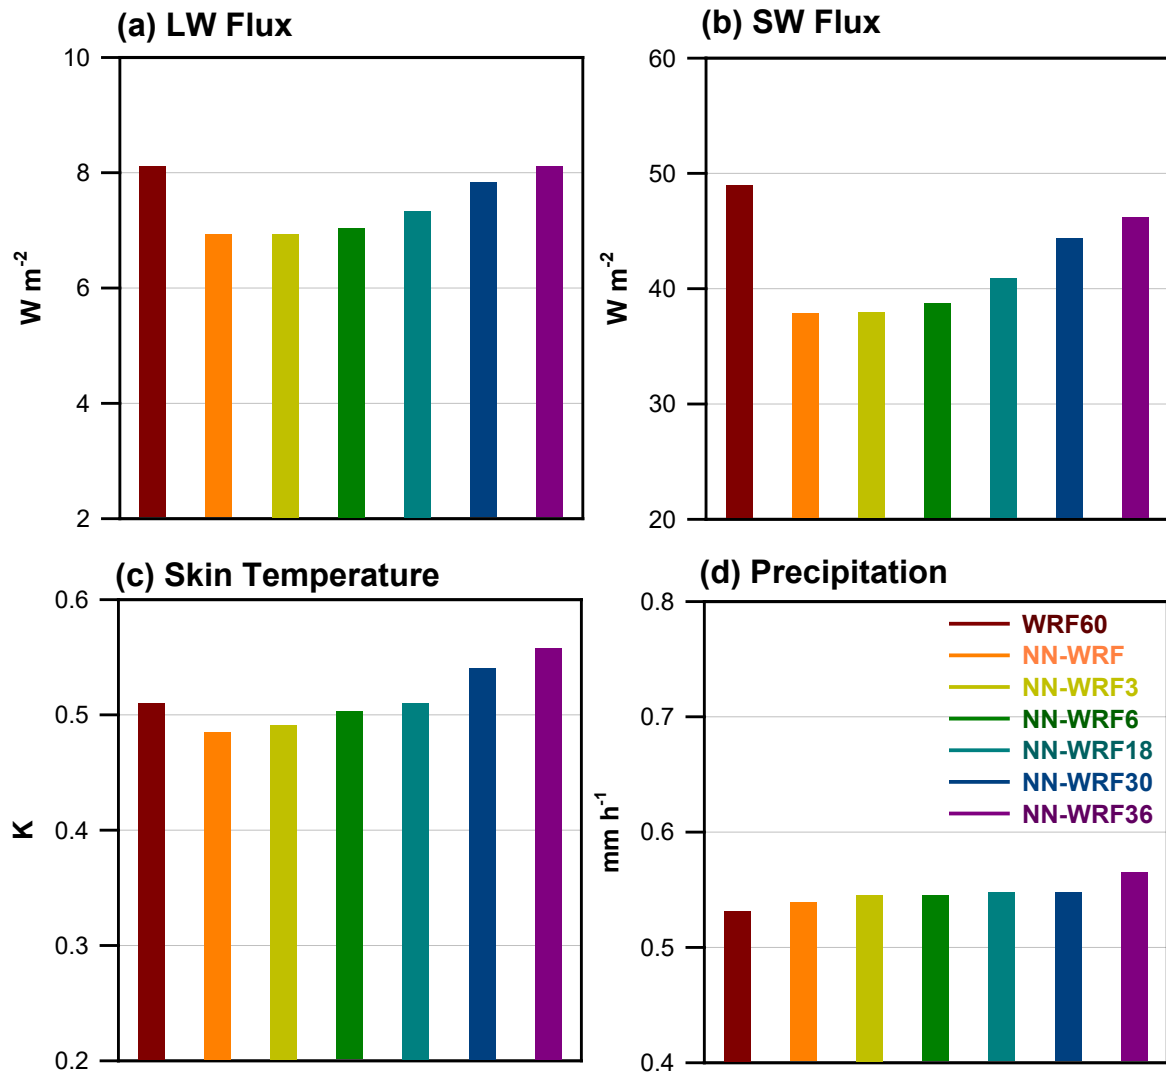 (a) LW Flux
10
8
6
4
2
W m-2
(b) SW Flux
60
50
40
30
20
W m-2
(c) Skin Temperature
0.6
0.5
0.4
0.3
0.2
K
(d) Precipitation
0.8
0.7
0.6
0.5
0.4
mm h-1
WRF60
NN-WRF
NN-WRF3
NN-WRF6
NN-WRF18
NN-WRF30
NN-WRF36